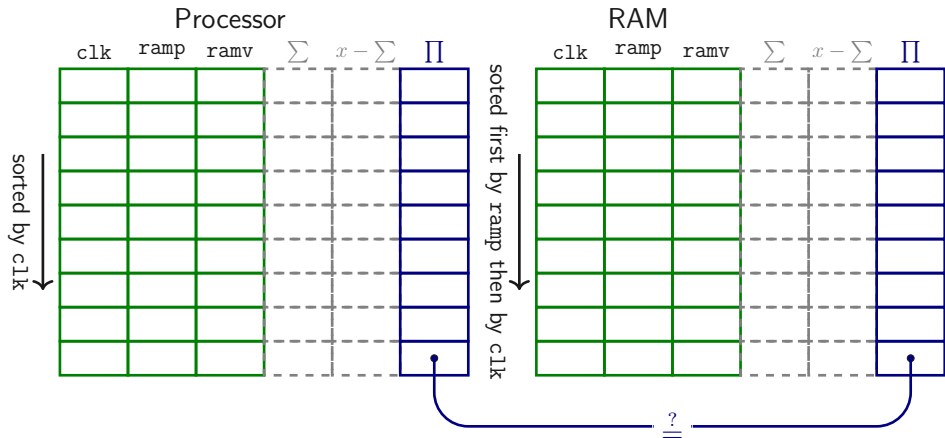 Processor
RAM
clk ramp ramv ∑ x − ∑ ∏
clk ramp ramv ∑ x − ∑ ∏
sorted by clk
soted first by ramp then by clk
≟